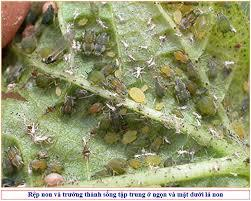 Rệp non và trưởng thành sống tập trung ở ngọn và mặt dưới lá non